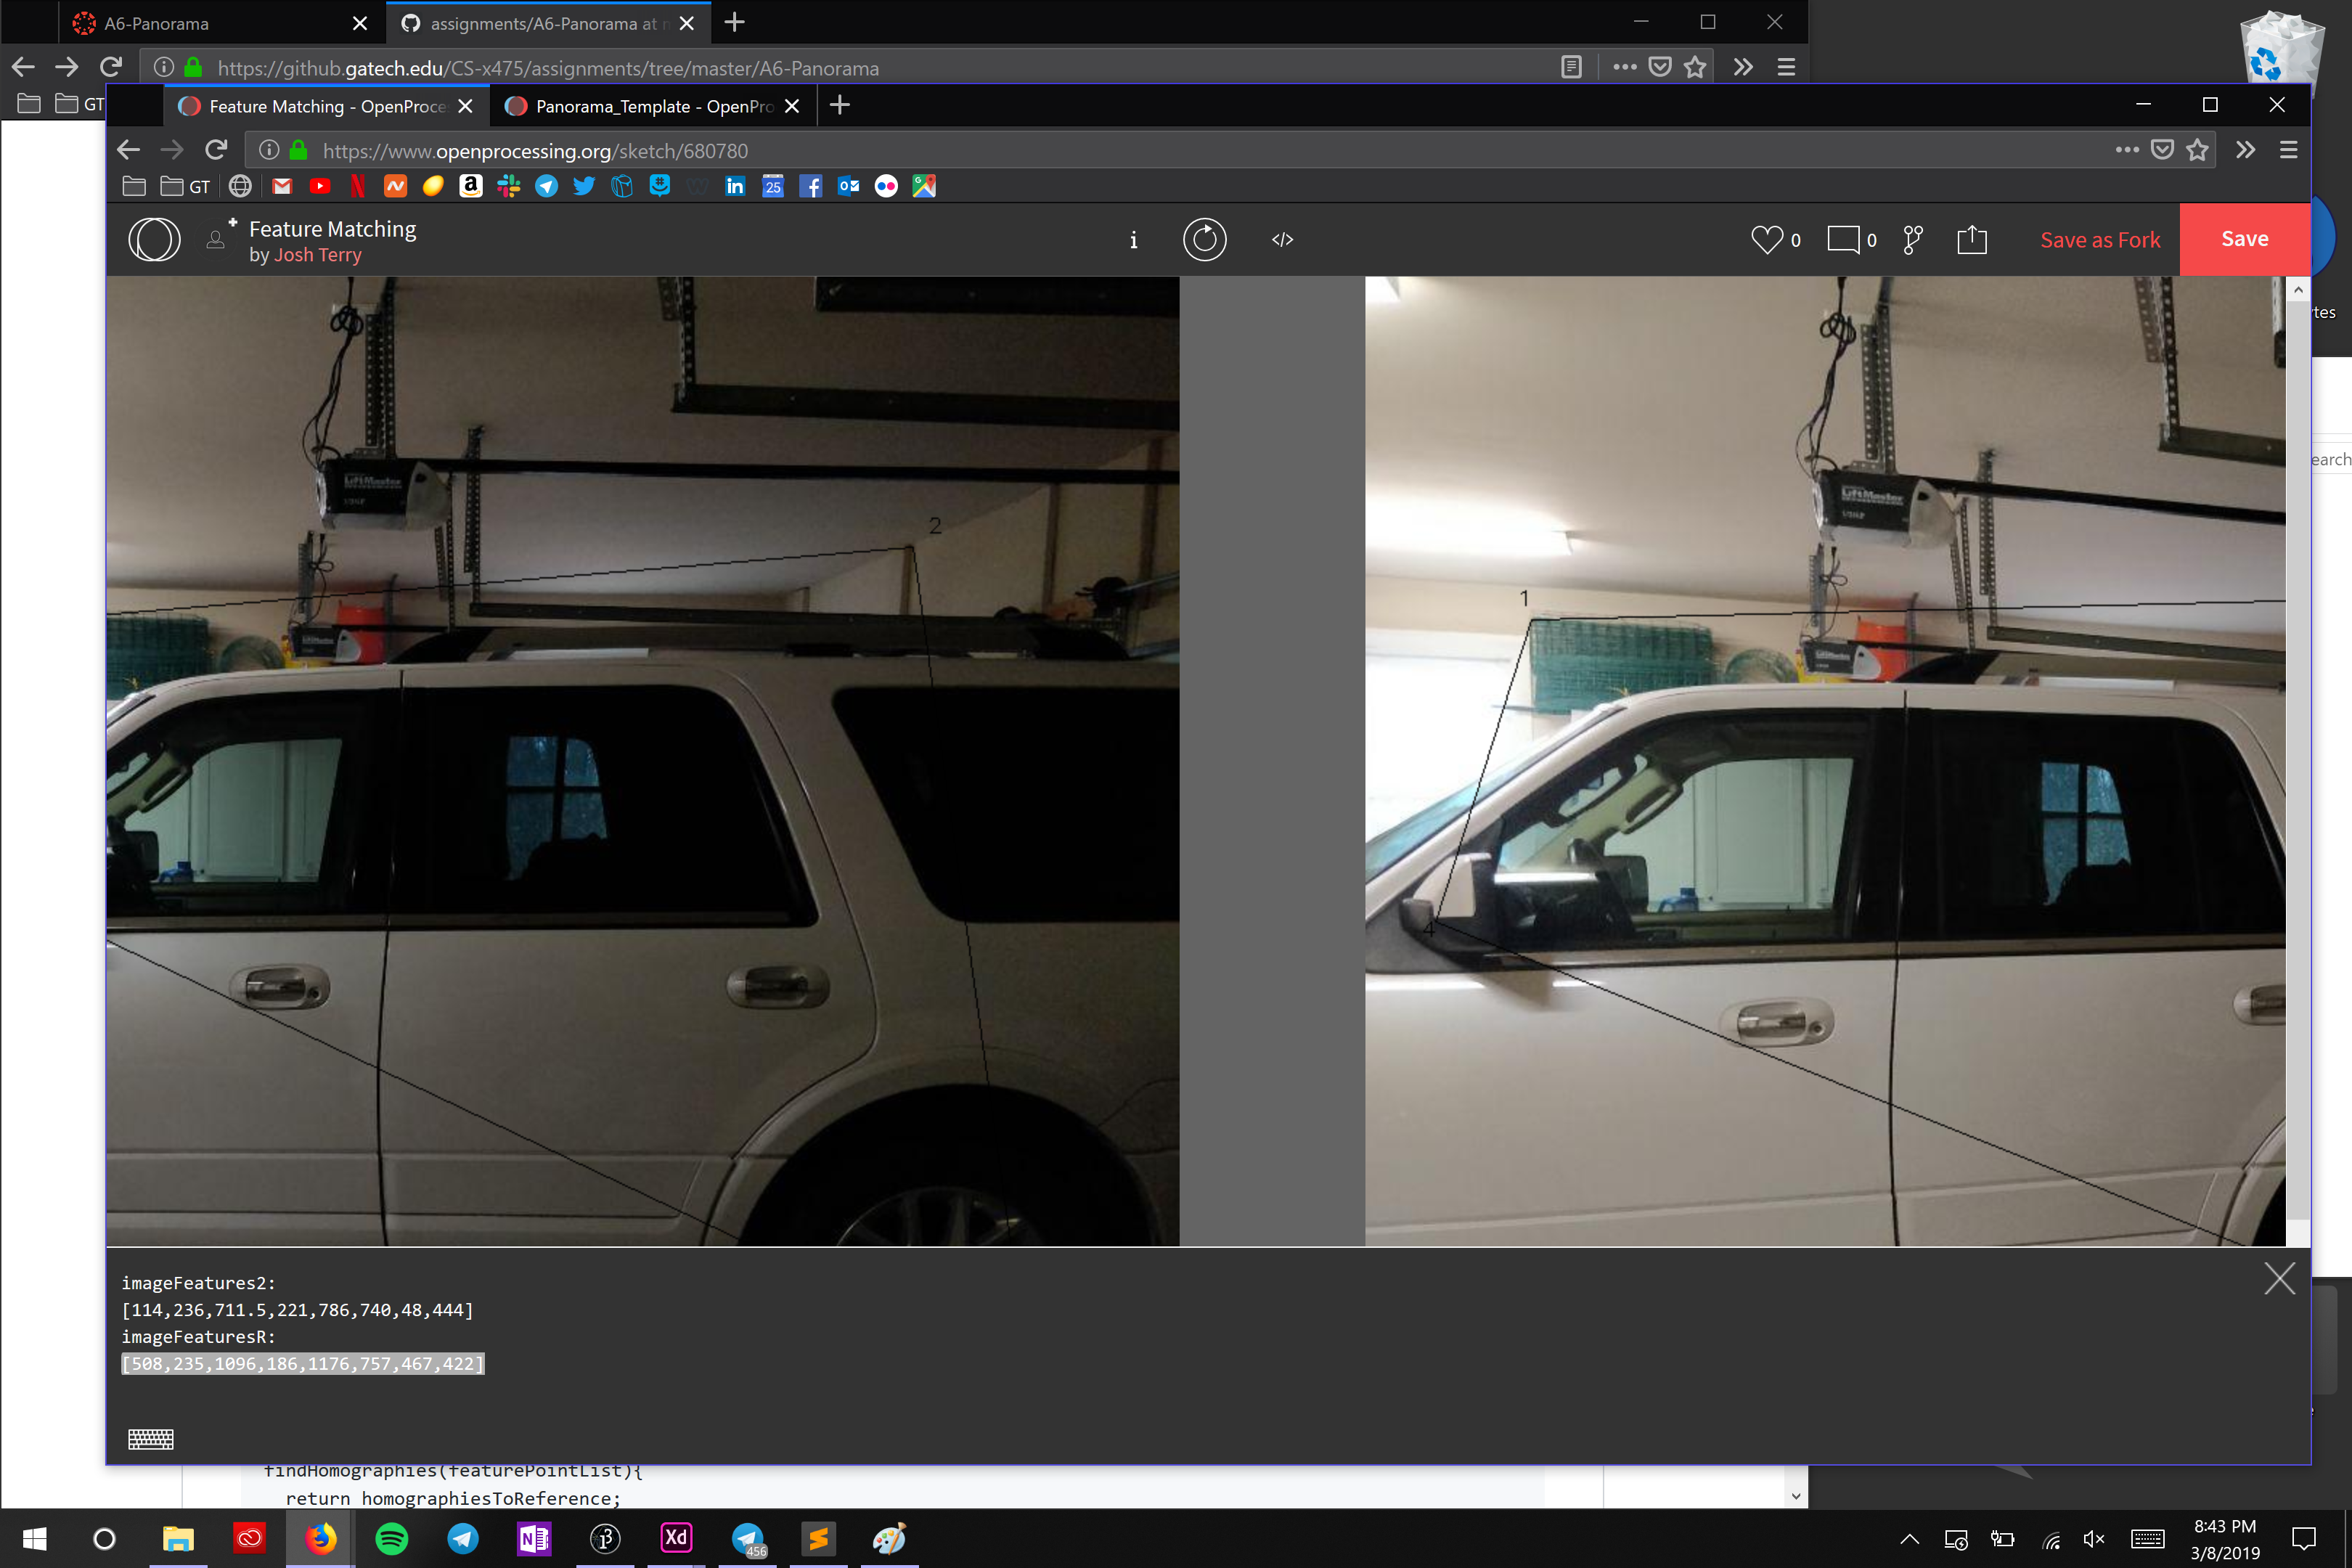 A6-Panorama
assignments/A6-Panorama at
https://github.gatech.edu/CS-x475/assignments/tree/master/A6-Panorama
GT
Feature Matching - OpenProce
Panorama_Template - OpenPro
https://www.openprocessing.org/sketch/680780
GT
25
Feature Matching
by Josh Terry
i
</>
0
0
Save as Fork
Save
tes
earch
LiftMaster
LiftMaster
2
1
4
imageFeatures2:
[114,236,711.5,221,786,740,48,444]
imageFeaturesR:
[508,235,1096,186,1176,757,467,422]
findHomographies(featurePointList){
return homographiesToReference;
Xd
456
8:43 PM
3/8/2019